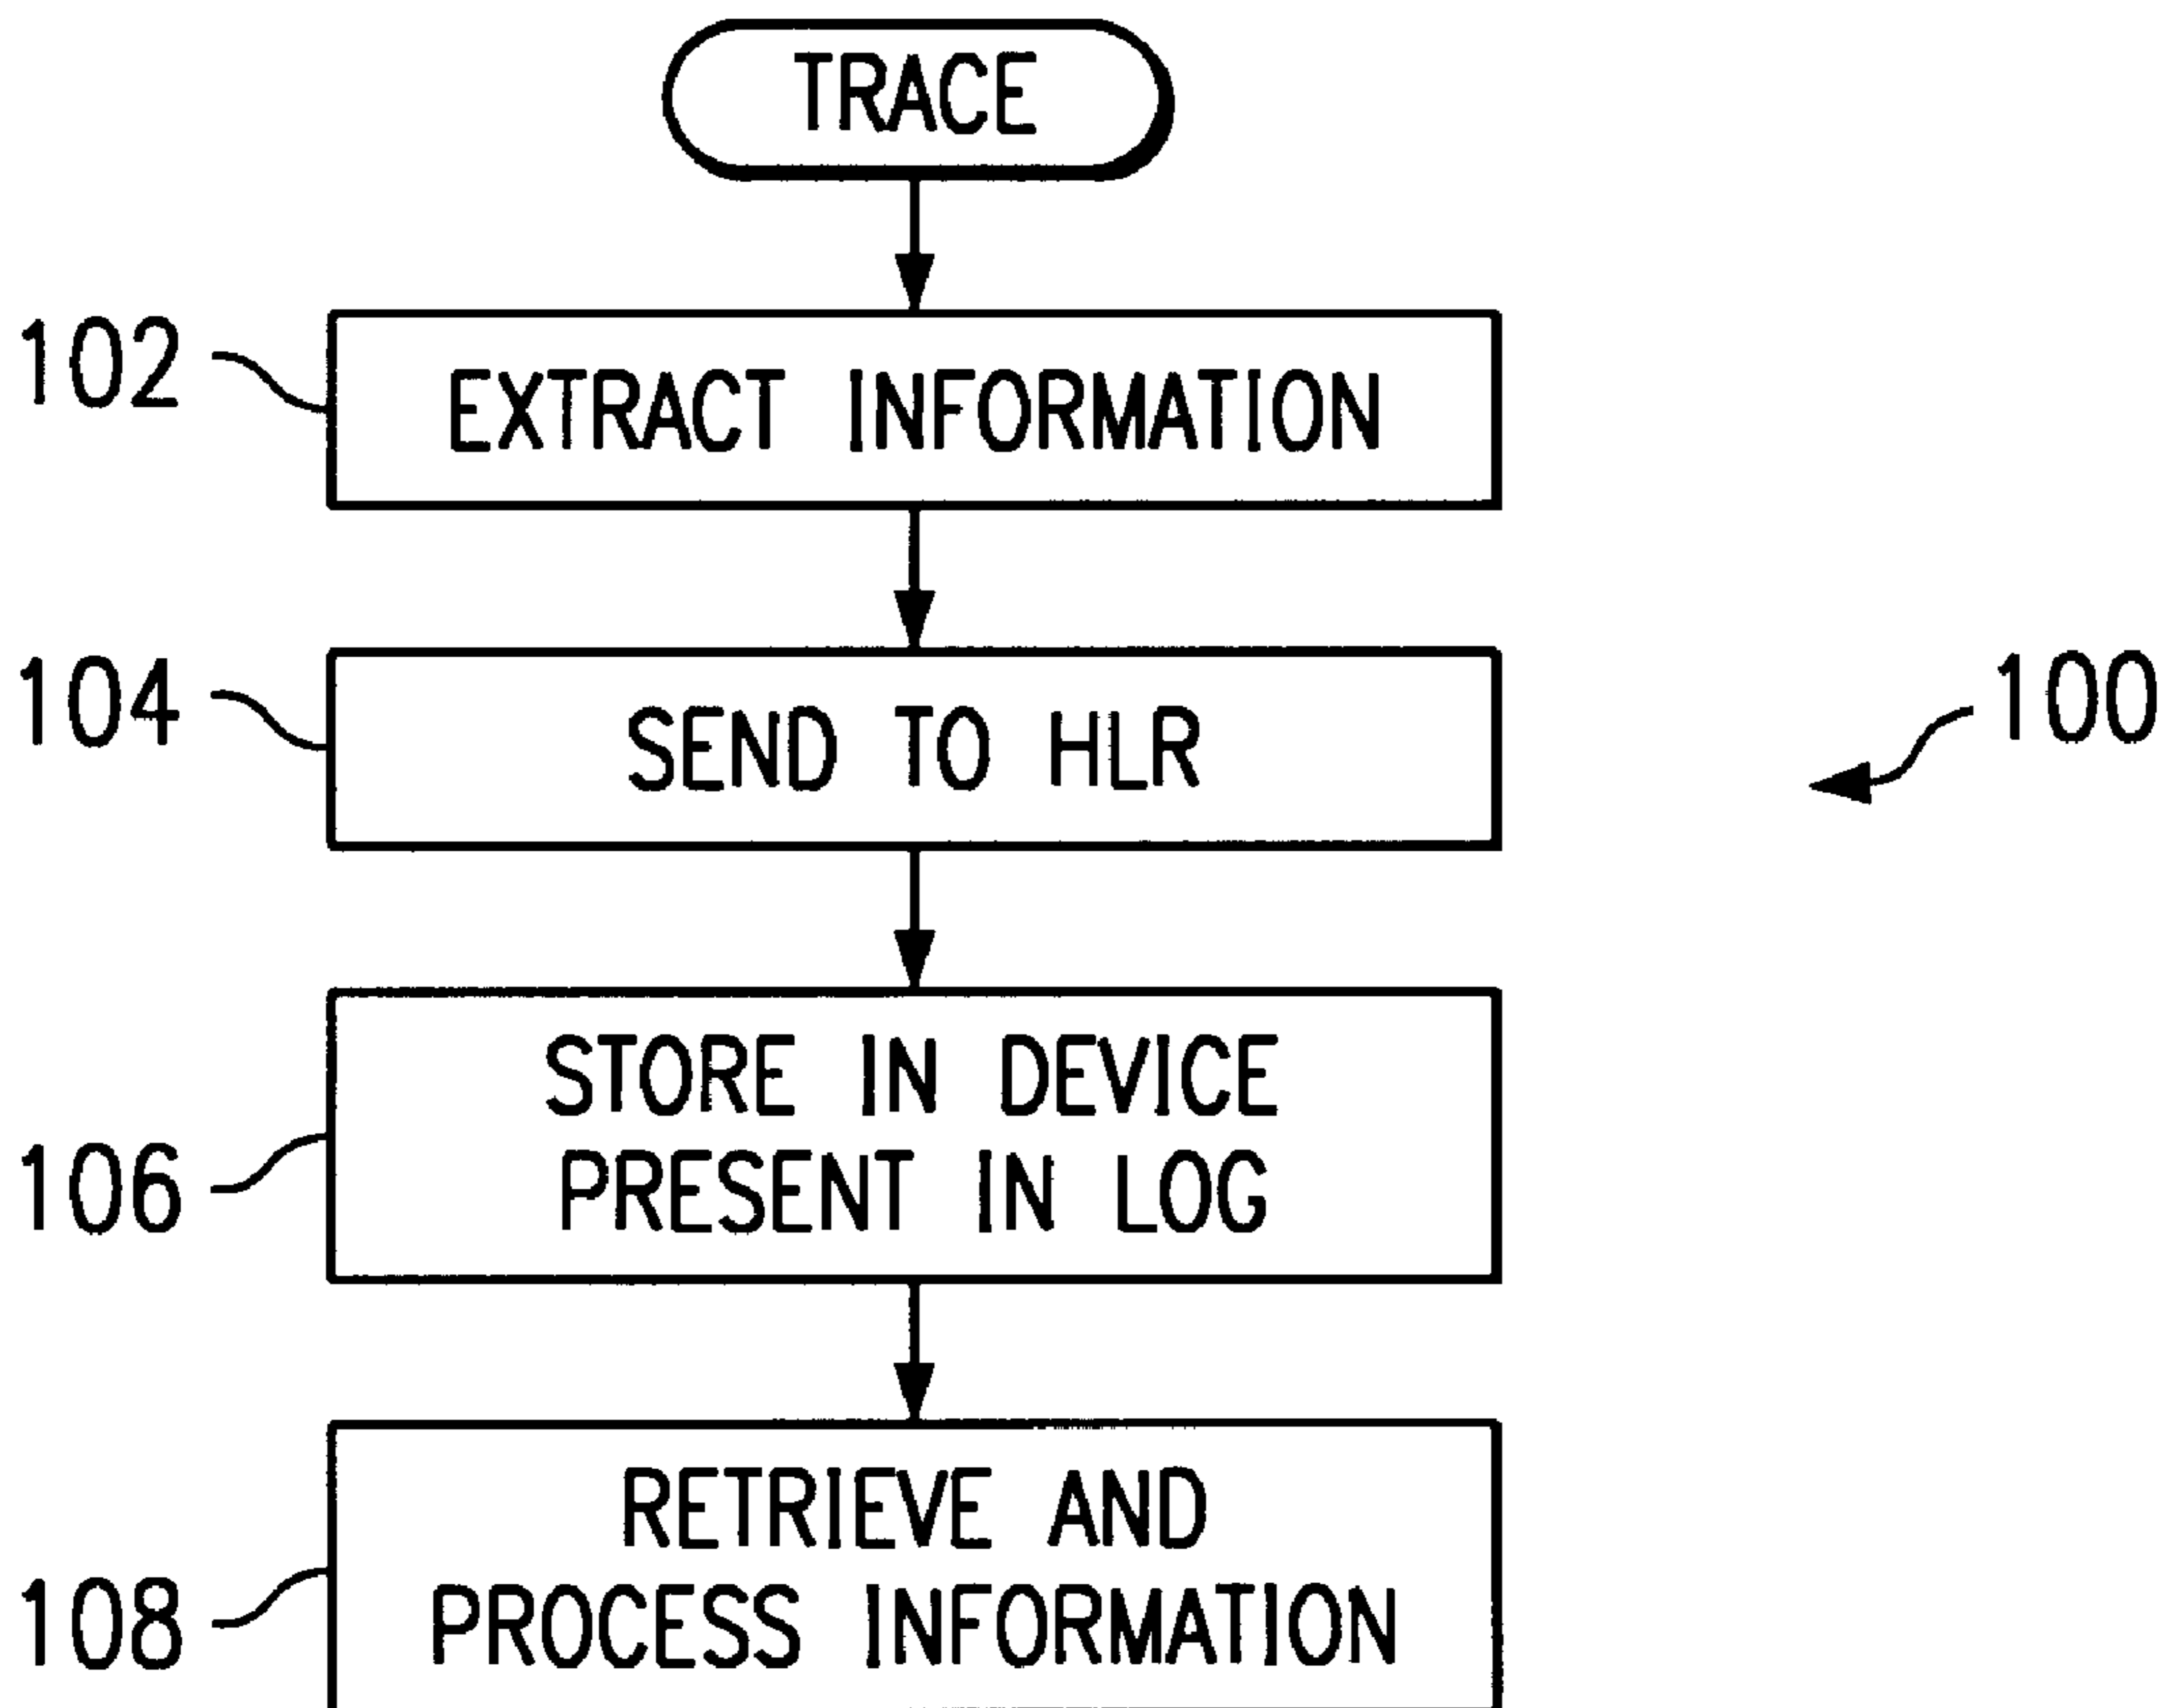 TRACE
102
EXTRACT INFORMATION
104
SEND TO HLR
100
STORE IN DEVICE
PRESENT IN LOG
106
RETRIEVE AND
PROCESS INFORMATION
108